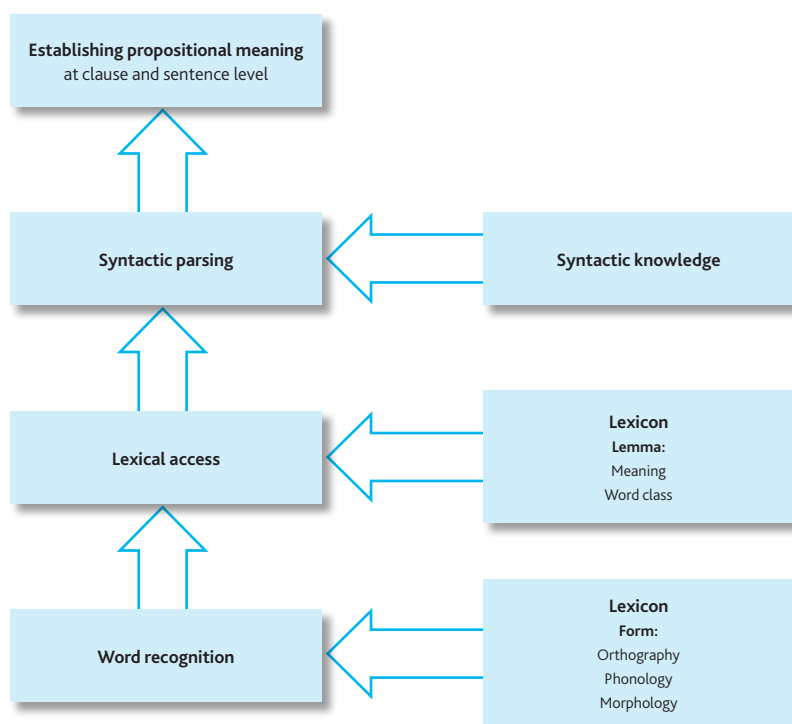 Establishing propositional meaning
at clause and sentence level
Syntactic parsing
Syntactic knowledge
Lexical access
Lexicon
Lemma:
Meaning
Word class
Word recognition
Lexicon
Form:
Orthography
Phonology
Morphology